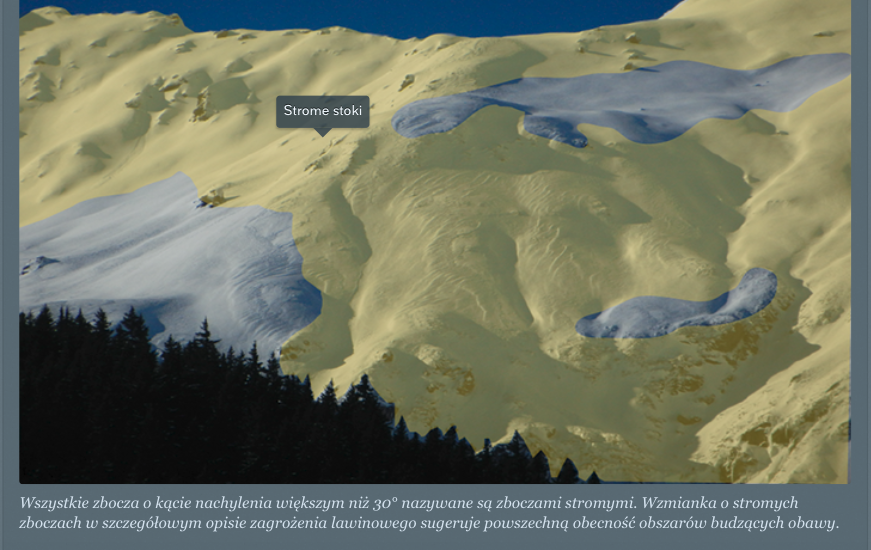 Strome stoki
Wszystkie zbocza o kącie nachylenia większym niż 30° nazywane są zboczami stromymi. Wzmianka o stromych
zboczach w szczegółowym opisie zagrożenia lawinowego sugeruje powszechną obecność obszarów budzących obawy.